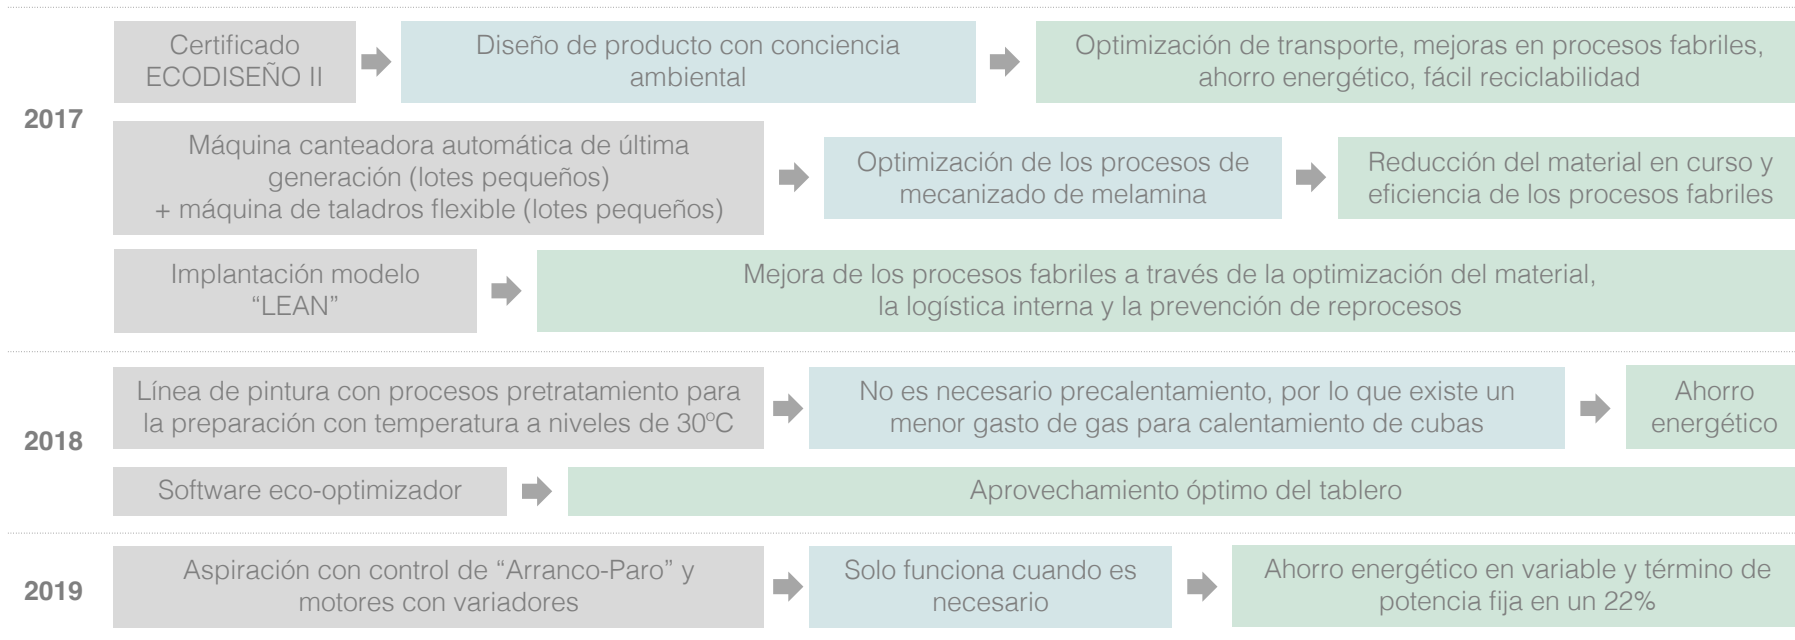 2017
Certificado
ECODISEÑO II
Diseño de producto con conciencia
ambiental
Optimización de transporte, mejoras en procesos fabriles,
ahorro energético, fácil reciclabilidad
Máquina canteadora automática de última
generación (lotes pequeños)
+ máquina de taladros flexible (lotes pequeños)
Optimización de los procesos de
mecanizado de melamina
Reducción del material en curso y
eficiencia de los procesos fabriles
Implantación modelo
“LEAN”
Mejora de los procesos fabriles a través de la optimización del material,
la logística interna y la prevención de reprocesos
2018
Línea de pintura con procesos pretratamiento para
la preparación con temperatura a niveles de 30ºC
No es necesario precalentamiento, por lo que existe un
menor gasto de gas para calentamiento de cubas
Ahorro
energético
Software eco-optimizador
Aprovechamiento óptimo del tablero
2019
Aspiración con control de “Arranco-Paro” y
motores con variadores
Solo funciona cuando es
necesario
Ahorro energético en variable y término de
potencia fija en un 22%